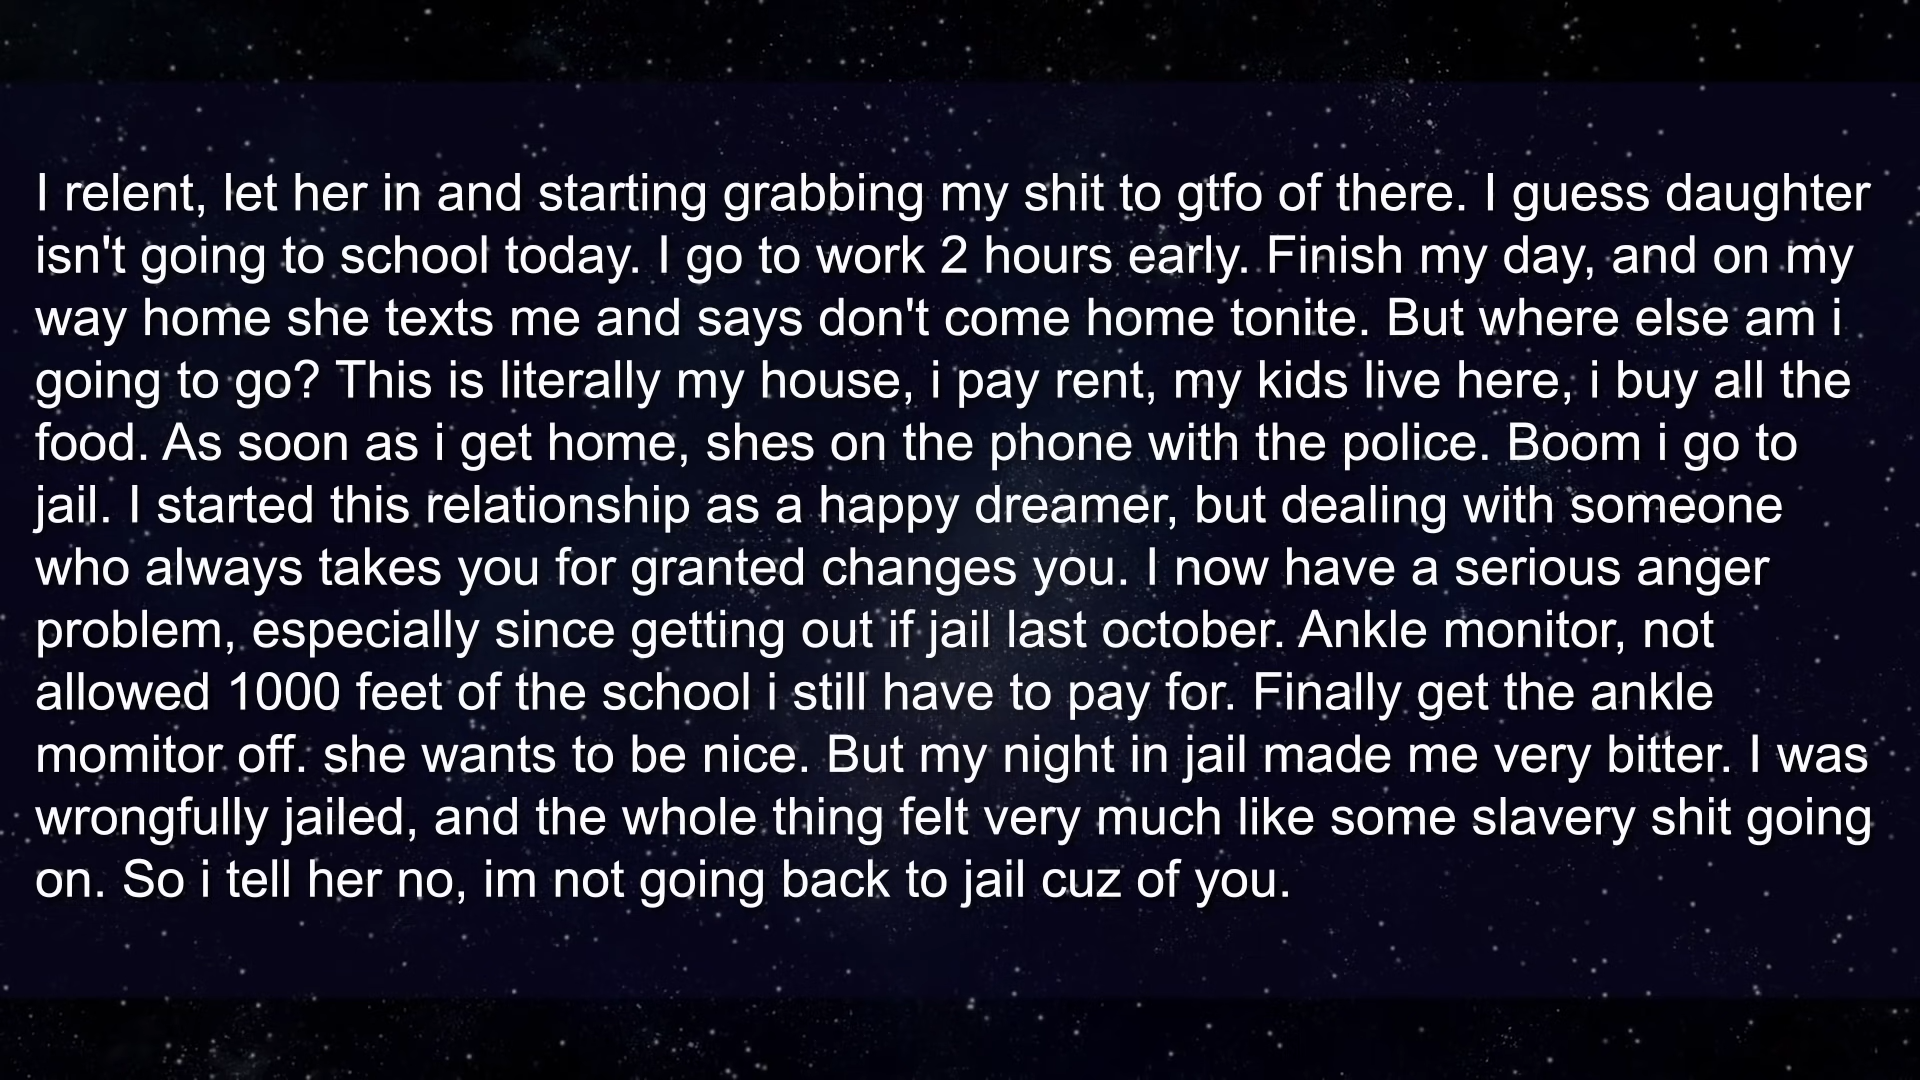 I relent, let her in and starting grabbing my shit to gtfo of there. I guess daughter
isn't going to school today. I go to work 2 hours early. Finish my day, and on my
way home she texts me and says don't come home tonite. But where else am i
going to go? This is literally my house, i pay rent, my kids live here, i buy all the
food. As soon as i get home, shes on the phone with the police. Boom i go to
jail. I started this relationship as a happy dreamer, but dealing with someone
who always takes you for granted changes you. I now have a serious anger
problem, especially since getting out if jail last october. Ankle monitor, not
allowed 1000 feet of the school i still have to pay for. Finally get the ankle
momitor off. she wants to be nice. But my night in jail made me very bitter. I was
wrongfully jailed, and the whole thing felt very much like some slavery shit going
on. So i tell her no, im not going back to jail cuz of you.